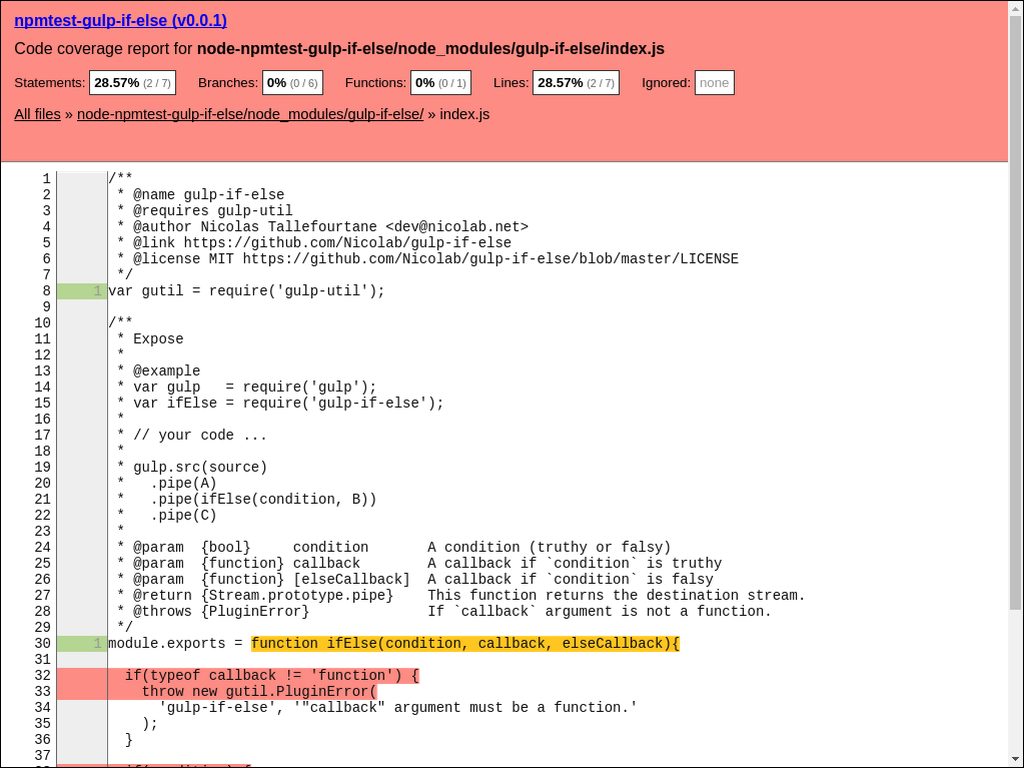 npmtest-gulp-if-else (v0.0.1)
Code coverage report for node-npmtest-gulp-if-else/node_modules/gulp-if-else/index.js
Statements: 28.57% (2 / 7) Branches: 0% (0 / 6) Functions: 0% (0 / 1) Lines: 28.57% (2 / 7) Ignored: none
All files » node-npmtest-gulp-if-else/node_modules/gulp-if-else/ » index.js
1 /**
2  * @name gulp-if-else
3  * @requires gulp-util
4  * @author Nicolas Tallefourtane <dev@nicolab.net>
5  * @link https://github.com/Nicolab/gulp-if-else
6  * @license MIT https://github.com/Nicolab/gulp-if-else/blob/master/LICENSE
7  */
8 1 var gutil = require('gulp-util');
9
10 /**
11  * Expose
12  *
13  * @example
14  * var gulp   = require('gulp');
15  * var ifElse = require('gulp-if-else');
16  *
17  * // your code ...
18  *
19  * gulp.src(source)
20  *   .pipe(A)
21  *   .pipe(ifElse(condition, B))
22  *   .pipe(C)
23  *
24  * @param  {bool}     condition       A condition (truthy or falsy)
25  * @param  {function} callback        A callback if `condition` is truthy
26  * @param  {function} [elseCallback]  A callback if `condition` is falsy
27  * @return {Stream.prototype.pipe}    This function returns the destination stream.
28  * @throws {PluginError}              If `callback` argument is not a function.
29  */
30 1 module.exports = function ifElse(condition, callback, elseCallback){
31
32   if(typeof callback != 'function') {
33     throw new gutil.PluginError(
34       'gulp-if-else', '"callback" argument must be a function.'
35     );
36   }
37